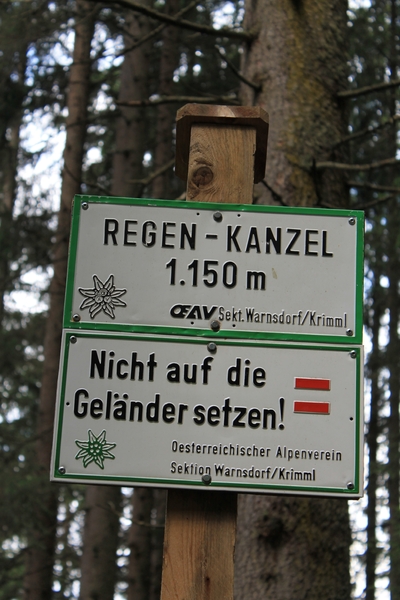 REGEN-KANZEL
1.150 m
OEAV Sekt. Warnsdorf/Krimml
Nicht auf die
Geländer setzen!
Oesterreichischer Alpenverein
Sektion Warnsdorf/Krimml